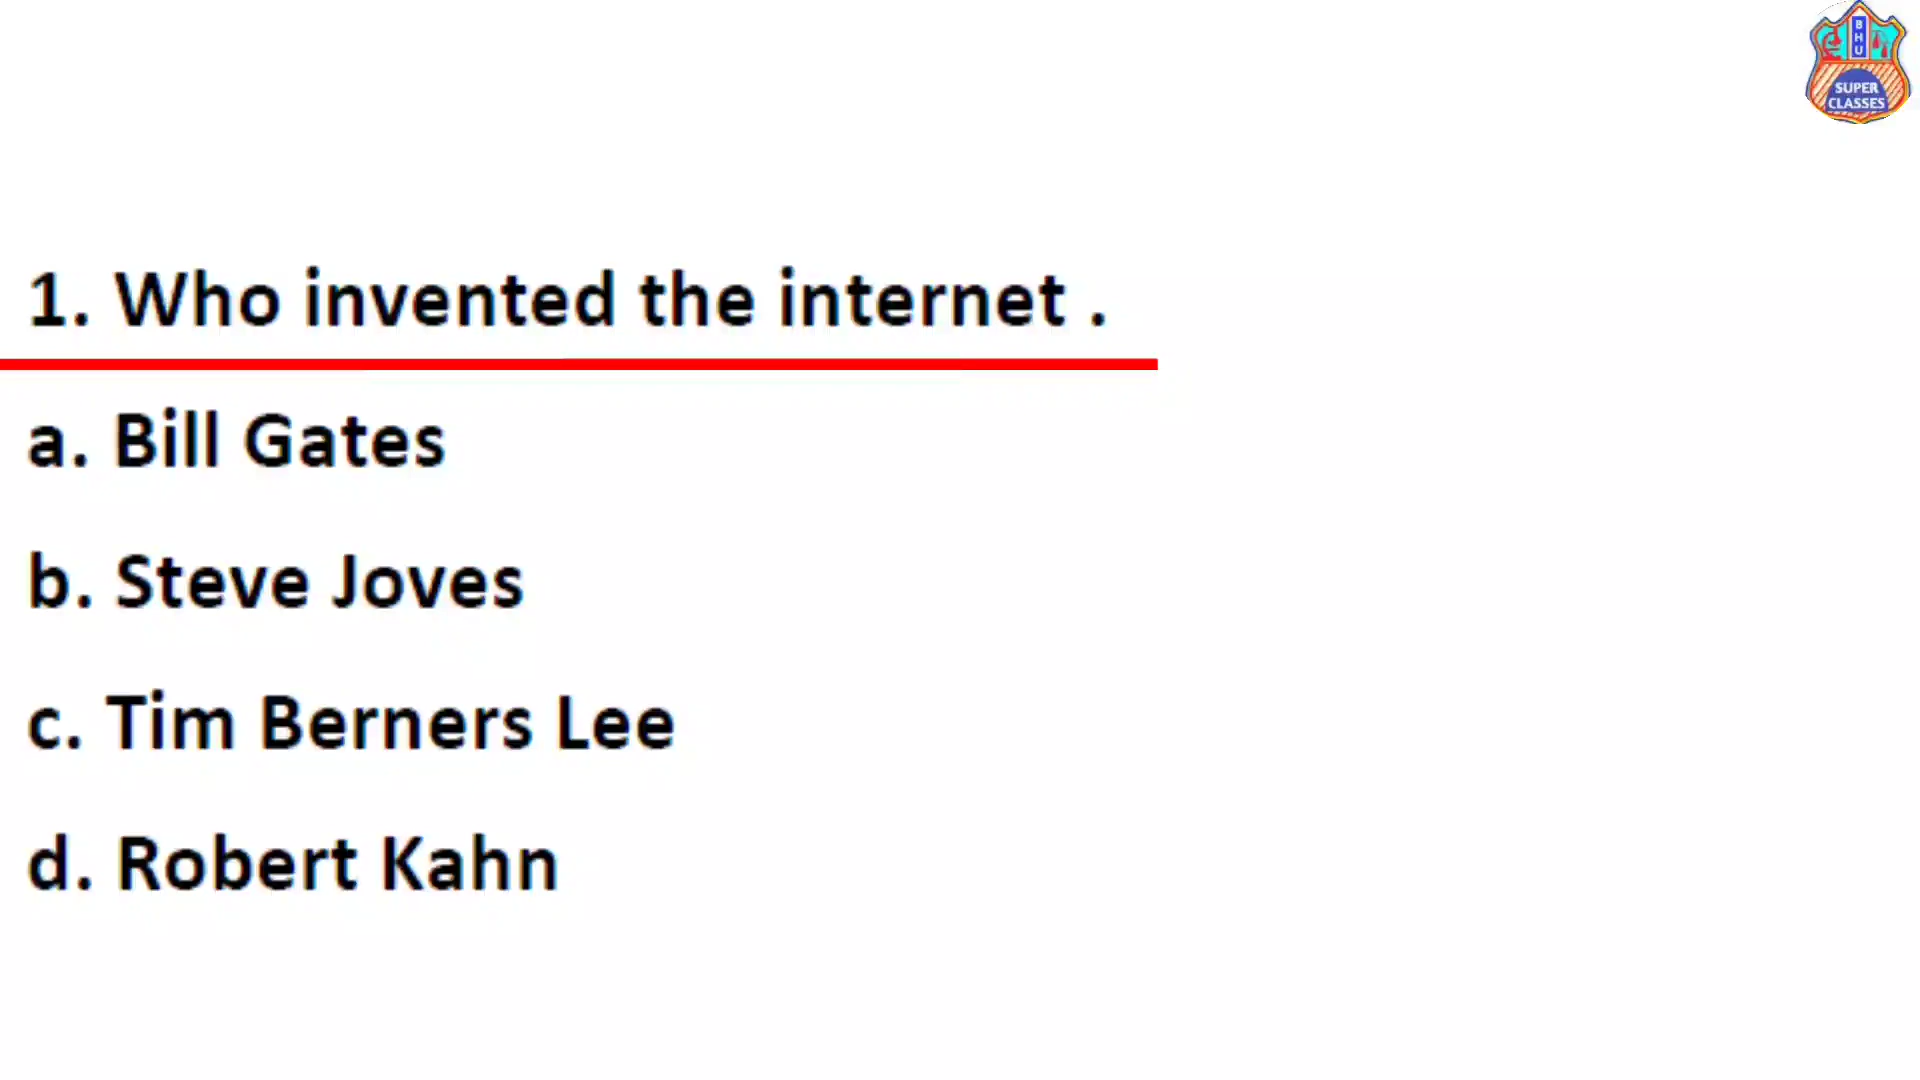 B
H
U
SUPER
CLASSES
1. Who invented the internet .
a. Bill Gates
b. Steve Joves
c. Tim Berners Lee
d. Robert Kahn